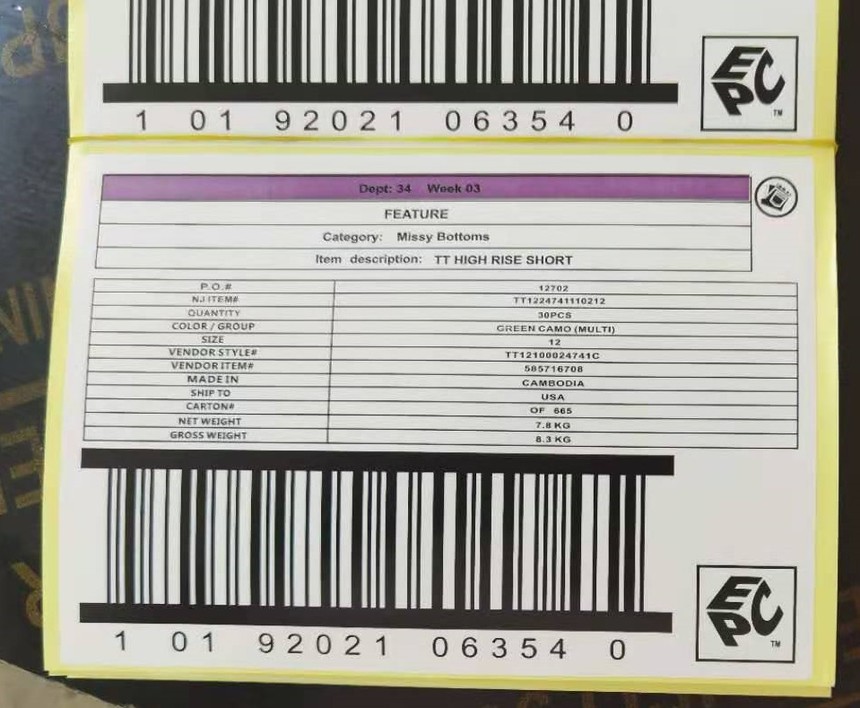 1 01 92021 06354 0
EPC
TM
Dept: 34 Week 03
FEATURE
Category: Missy Bottoms
Item description: TT HIGH RISE SHORT
P.O.# 12702
NJ ITEM# TT1224741110212
QUANTITY 30PCS
COLOR / GROUP GREEN CAMO (MULTI)
SIZE 12
VENDOR STYLE# TT12100024741C
VENDOR ITEM# 585716708
MADE IN CAMBODIA
SHIP TO USA
CARTON# OF 665
NET WEIGHT 7.8 KG
GROSS WEIGHT 8.3 KG
1 01 92021 06354 0
EPC
TM